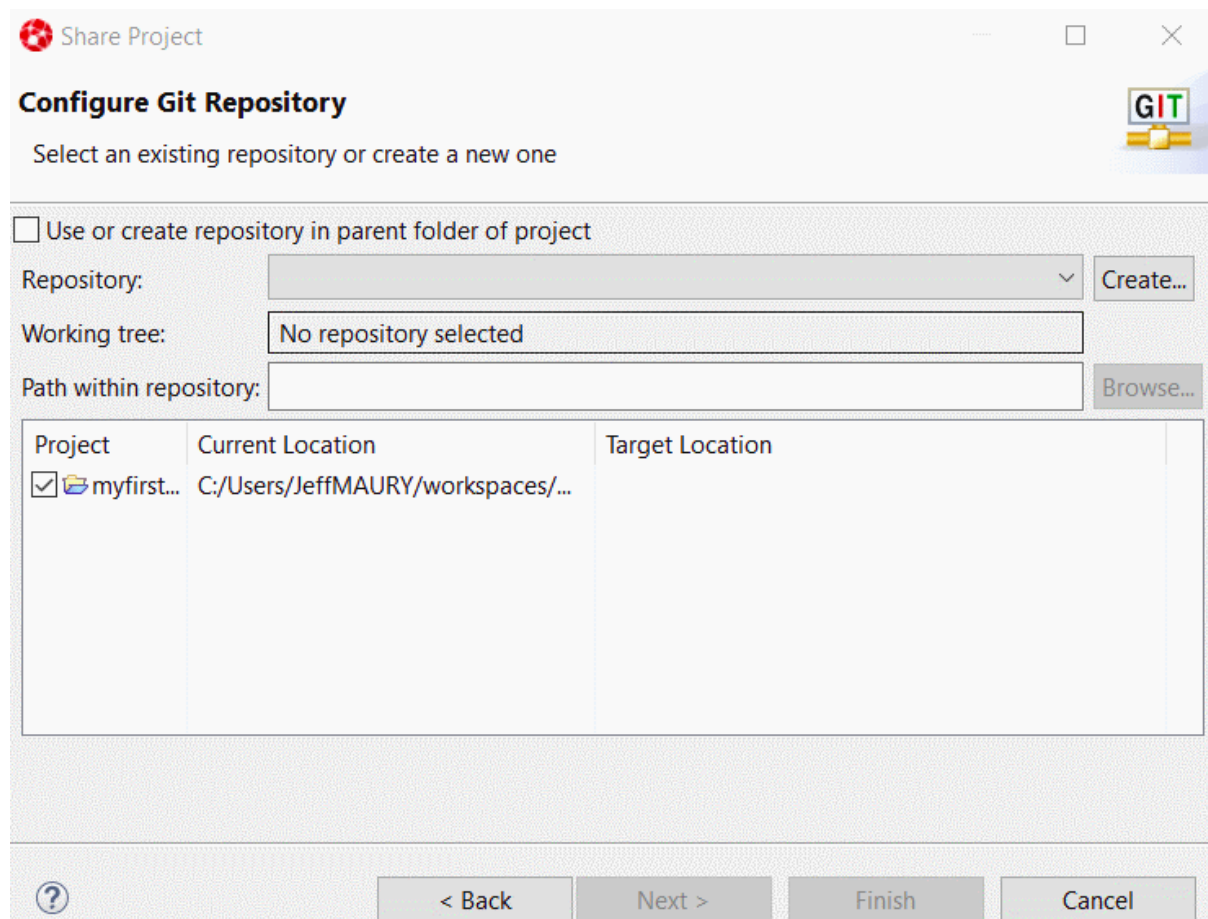 Share Project
Configure Git Repository
GIT
Select an existing repository or create a new one
Use or create repository in parent folder of project
Repository: Create...
Working tree: No repository selected
Path within repository: Browse...
Project Current Location Target Location
myfirst... C:/Users/JeffMAURY/workspaces/...
? < Back Next > Finish Cancel